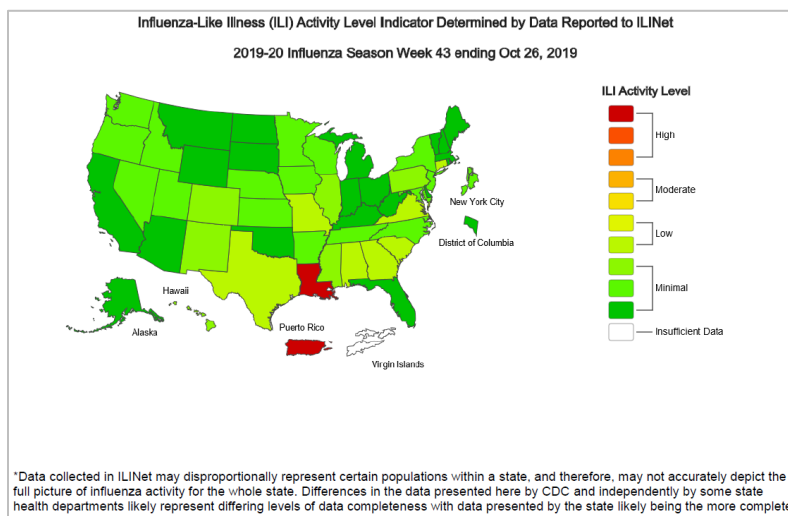 Influenza-Like Illness (ILI) Activity Level Indicator Determined by Data Reported to ILINet
2019-20 Influenza Season Week 43 ending Oct 26, 2019
ILI Activity Level
High
Moderate
Low
Minimal
Insufficient Data
New York City
District of Columbia
Hawaii
Alaska
Puerto Rico
Virgin Islands
*Data collected in ILINet may disproportionally represent certain populations within a state, and therefore, may not accurately depict the
full picture of influenza activity for the whole state. Differences in the data presented here by CDC and independently by some state
health departments likely represent differing levels of data completeness with data presented by the state likely being the more complet